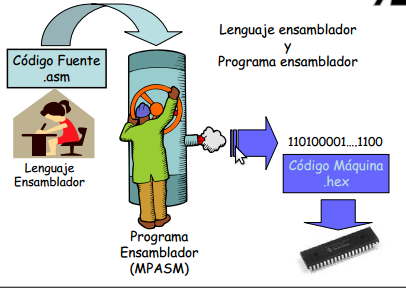 Lenguaje ensamblador
y
Programa ensamblador
Código Fuente
.asm
Lenguaje
Ensamblador
Programa
Ensamblador
(MPASM)
110100001....1100
Código Máquina
.hex